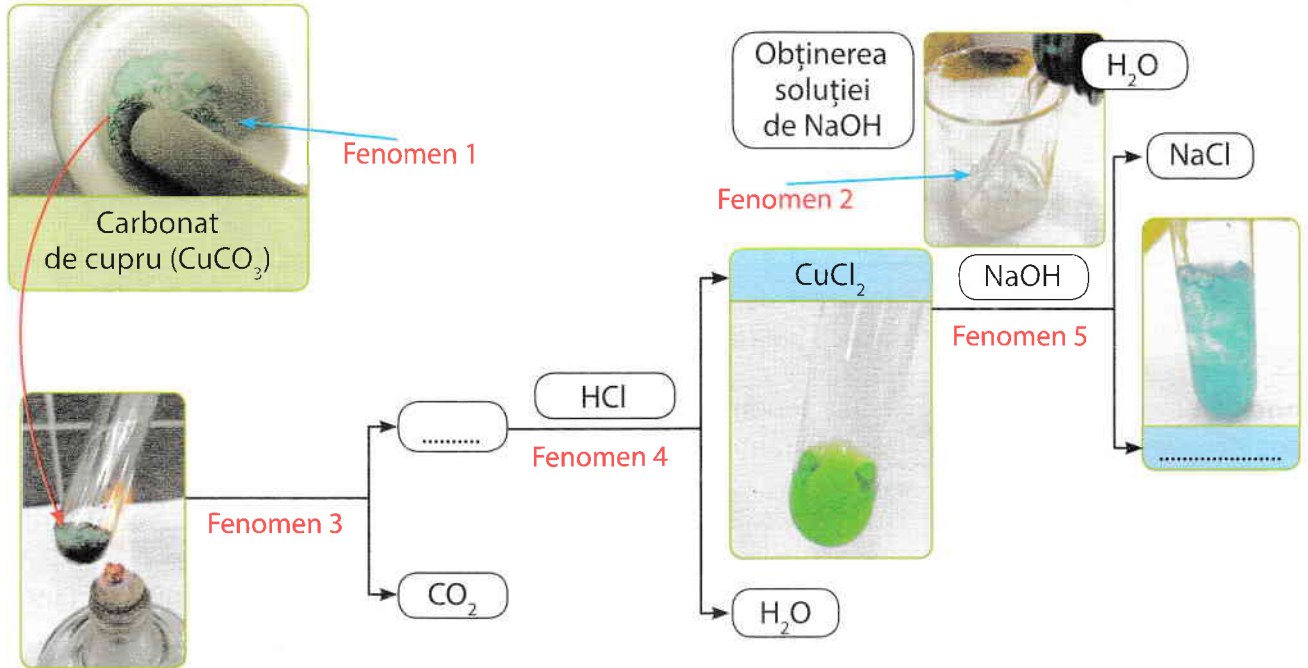 Fenomen 1
Carbonat
de cupru (CuCO₃)
Obținerea
soluției
de NaOH
H₂O
Fenomen 2
NaCl
CuCl₂
NaOH
Fenomen 5
....................
HCl
..........
Fenomen 4
Fenomen 3
CO₂
H₂O